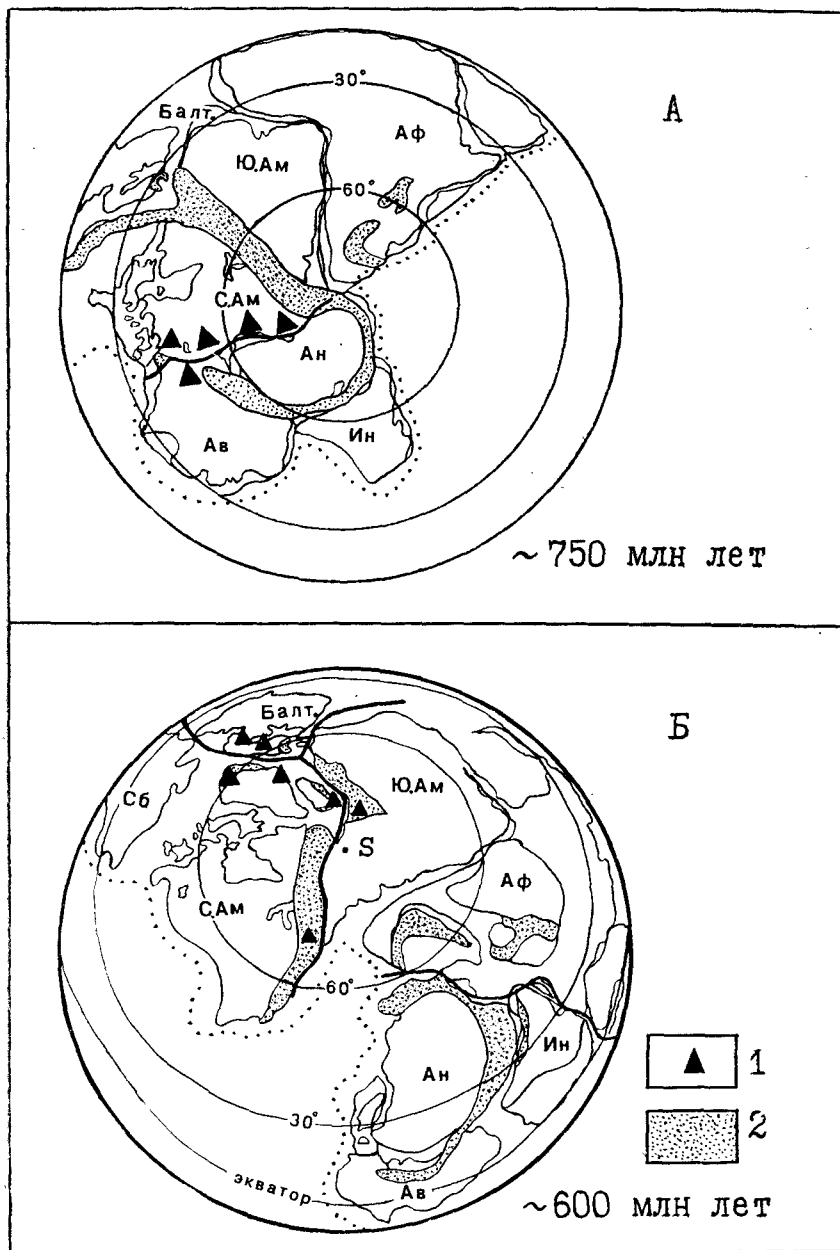 А
30°
Балт.
Аф
Ю.Ам
60°
С.Ам
Ан
Ав
Ин
~750 млн лет
Б
Балт.
Сб
Ю.Ам
S
Аф
С.Ам
60°
Ин
1
Ан
2
30°
экватор
Ав
~600 млн лет